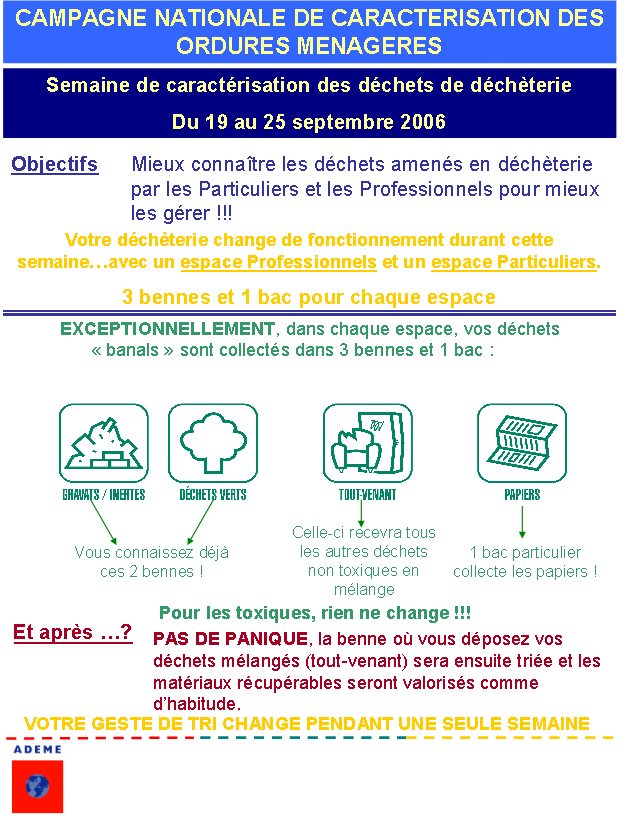 CAMPAGNE NATIONALE DE CARACTERISATION DES
ORDURES MENAGERES
Semaine de caractérisation des déchets de déchèterie
Du 19 au 25 septembre 2006
Objectifs Mieux connaître les déchets amenés en déchèterie
par les Particuliers et les Professionnels pour mieux
les gérer !!!
Votre déchèterie change de fonctionnement durant cette
semaine…avec un espace Professionnels et un espace Particuliers.
3 bennes et 1 bac pour chaque espace
EXCEPTIONNELLEMENT, dans chaque espace, vos déchets
« banals » sont collectés dans 3 bennes et 1 bac :
GRAVATS / INERTES
DÉCHETS VERTS
TOUT-VENANT
PAPIERS
Vous connaissez déjà
ces 2 bennes !
Celle-ci recevra tous
les autres déchets
non toxiques en
mélange
1 bac particulier
collecte les papiers !
Pour les toxiques, rien ne change !!!
Et après …?
PAS DE PANIQUE, la benne où vous déposez vos
déchets mélangés (tout-venant) sera ensuite triée et les
matériaux récupérables seront valorisés comme
d'habitude.
VOTRE GESTE DE TRI CHANGE PENDANT UNE SEULE SEMAINE
ADEME